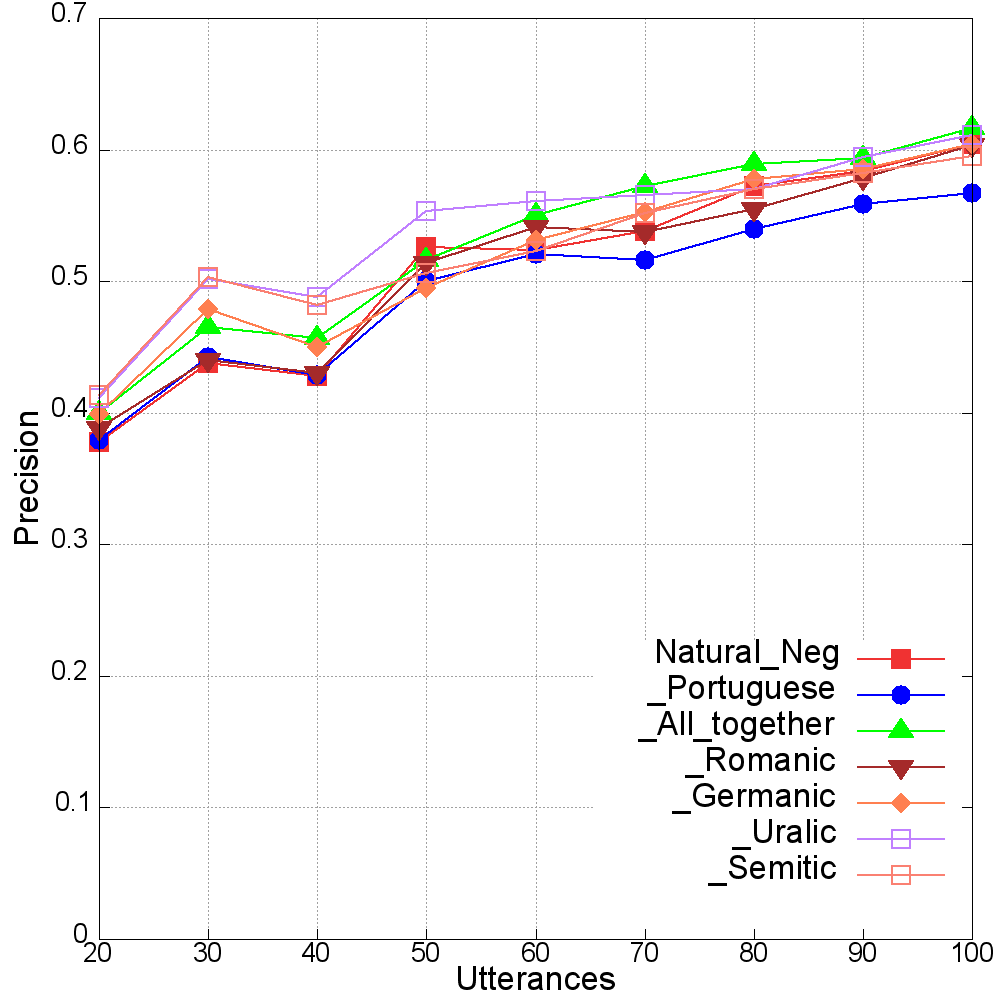 0.7
0.6
0.5
0.4
0.3
0.2
0.1
0
Precision
20 30 40 50 60 70 80 90 100
Utterances
Natural_Neg
_Portuguese
_All_together
_Romanic
_Germanic
_Uralic
_Semitic